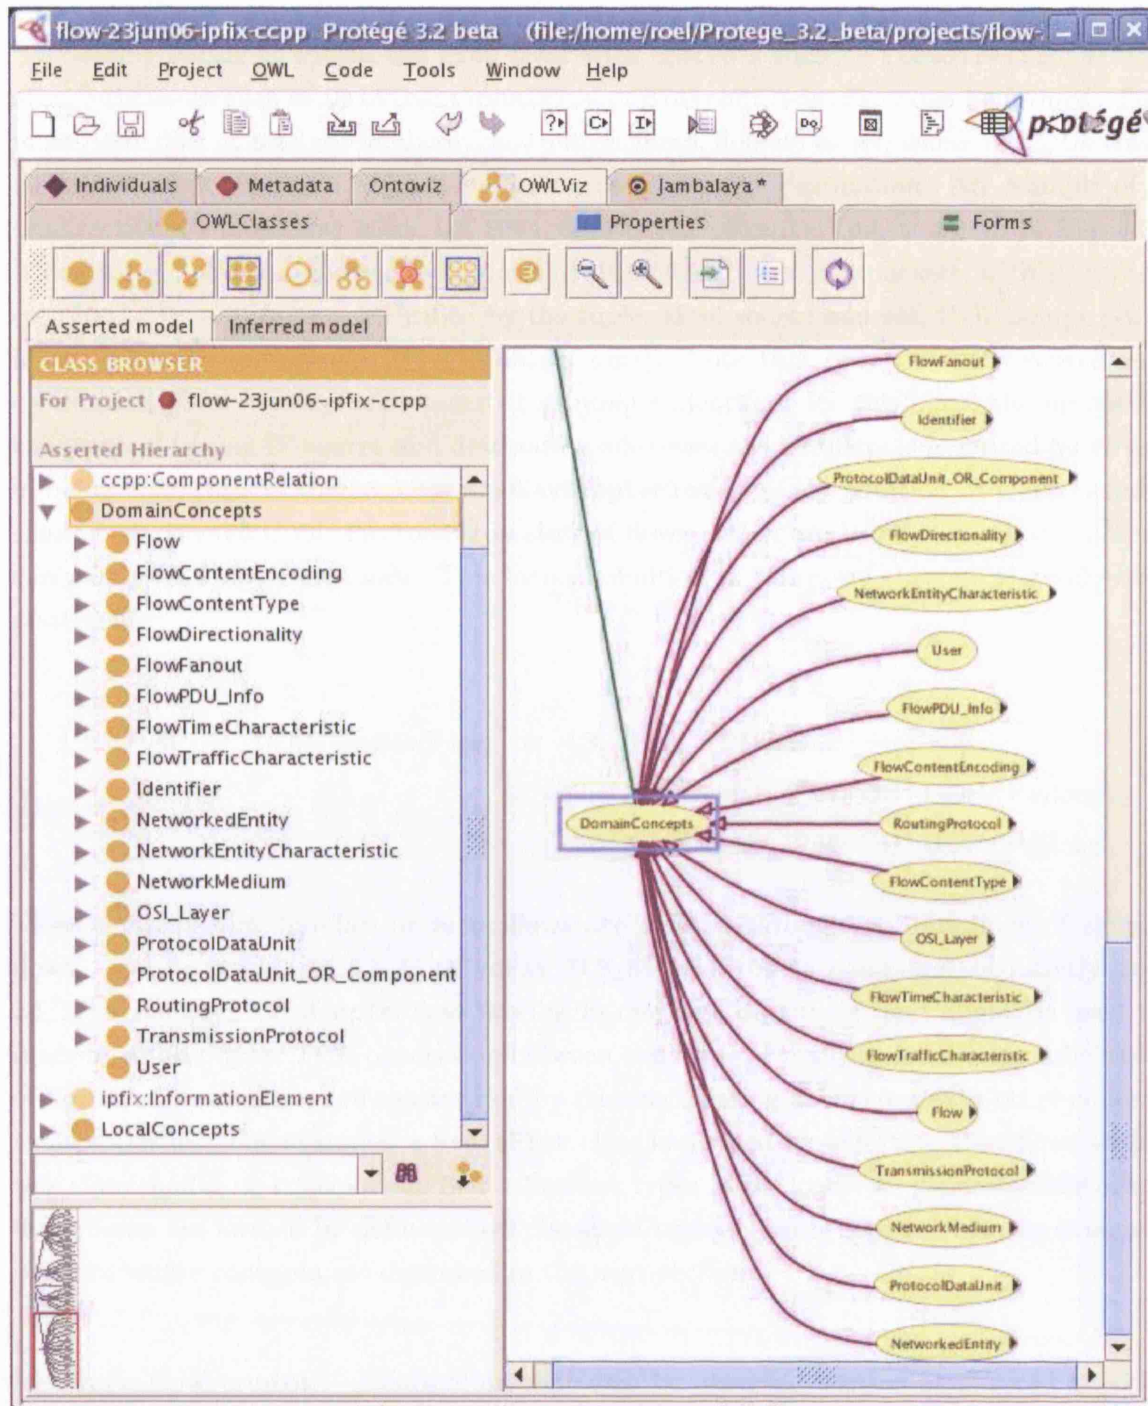 flow-23jun06-ipfix-ccpp Protégé 3.2 beta (file:/home/roel/Protege_3.2_beta/projects/flow-
File Edit Project OWL Code Tools Window Help
protégé
Individuals Metadata Ontoviz OWLViz Jambalaya *
OWLClasses Properties Forms
Asserted model Inferred model
CLASS BROWSER
For Project flow-23jun06-ipfix-ccpp
Asserted Hierarchy
ccpp:ComponentRelation
DomainConcepts
Flow
FlowContentEncoding
FlowContentType
FlowDirectionality
FlowFanout
FlowPDU_Info
FlowTimeCharacteristic
FlowTrafficCharacteristic
Identifier
NetworkedEntity
NetworkEntityCharacteristic
NetworkMedium
OSI_Layer
ProtocolDataUnit
ProtocolDataUnit_OR_Component
RoutingProtocol
TransmissionProtocol
User
ipfix:InformationElement
LocalConcepts
FlowFanout
Identifier
ProtocolDataUnit_OR_Component
FlowDirectionality
NetworkEntityCharacteristic
User
FlowPDU_Info
FlowContentEncoding
DomainConcepts
RoutingProtocol
FlowContentType
OSI_Layer
FlowTimeCharacteristic
FlowTrafficCharacteristic
Flow
TransmissionProtocol
NetworkMedium
ProtocolDataUnit
NetworkedEntity